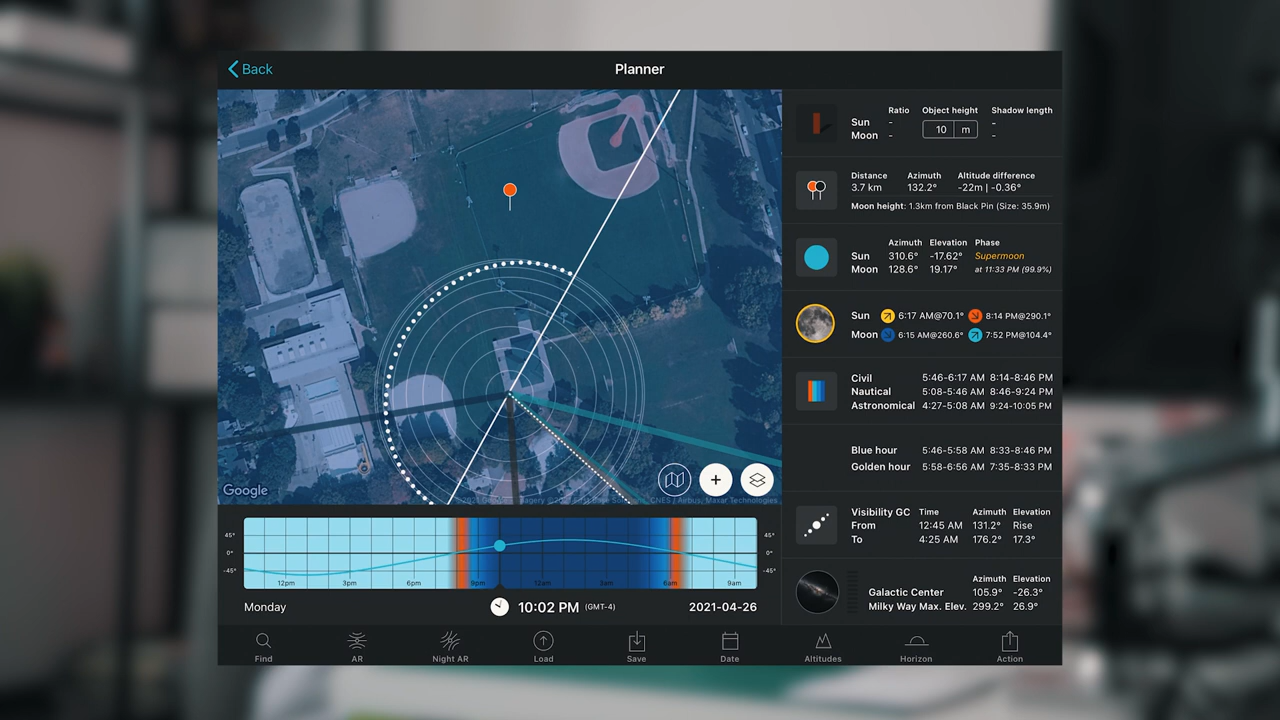 Back
Planner
Ratio Object height Shadow length
Sun - 10 m -
Moon - -
Distance Azimuth Altitude difference
3.7 km 132.2° -22m | -0.36°
Moon height: 1.3km from Black Pin (Size: 35.9m)
Azimuth Elevation Phase
Sun 310.6° -17.62° Supermoon
Moon 128.6° 19.17° at 11:33 PM (99.9%)
Sun 6:17 AM@70.1° 8:14 PM@290.1°
Moon 6:15 AM@260.6° 7:52 PM@104.4°
Civil 5:46-6:17 AM 8:14-8:46 PM
Nautical 5:08-5:46 AM 8:46-9:24 PM
Astronomical 4:27-5:08 AM 9:24-10:05 PM
Blue hour 5:46-5:58 AM 8:33-8:46 PM
Golden hour 5:58-6:56 AM 7:35-8:33 PM
Visibility GC Time Azimuth Elevation
From 12:45 AM 131.2° Rise
To 4:25 AM 176.2° 17.3°
Azimuth Elevation
Galactic Center 105.9° -26.3°
Milky Way Max. Elev. 299.2° 26.9°
Google
CNES / Airbus, Maxar Technologies
45° 45°
0° 0°
-45° -45°
12pm 3pm 6pm 9pm 12am 3am 6am 9am
Monday 10:02 PM (GMT-4) 2021-04-26
Find AR Night AR Load Save Date Altitudes Horizon Action